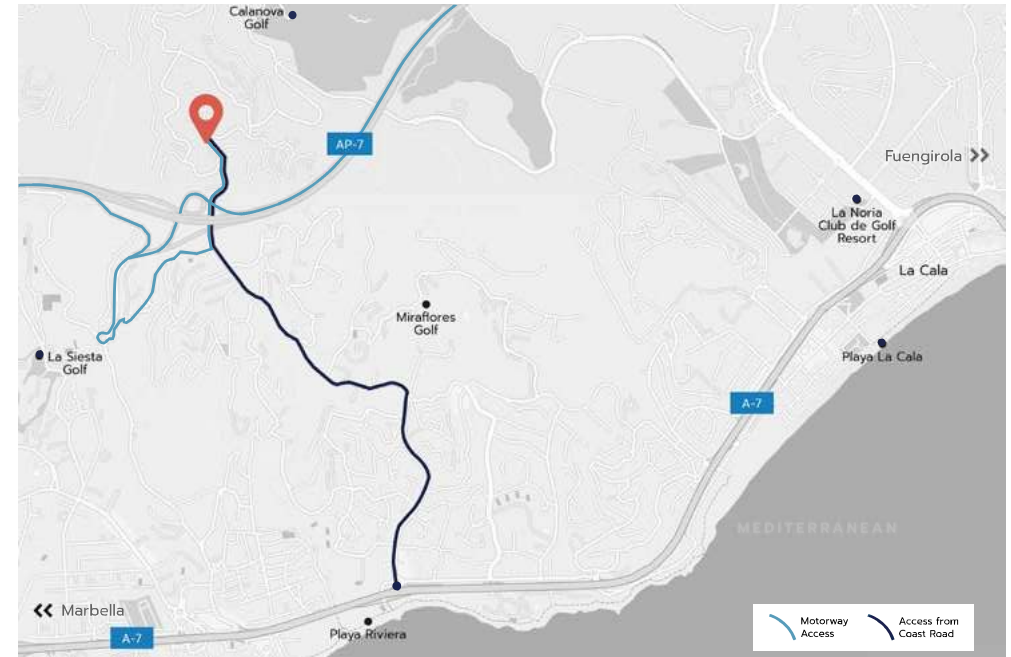 Calanova
Golf
AP-7
Fuengirola
La Noria
Club de Golf
Resort
La Cala
Miraflores
Golf
La Siesta
Golf
Playa La Cala
A-7
MEDITERRANEAN
Marbella
A-7
Playa Riviera
Motorway
Access
Access from
Coast Road